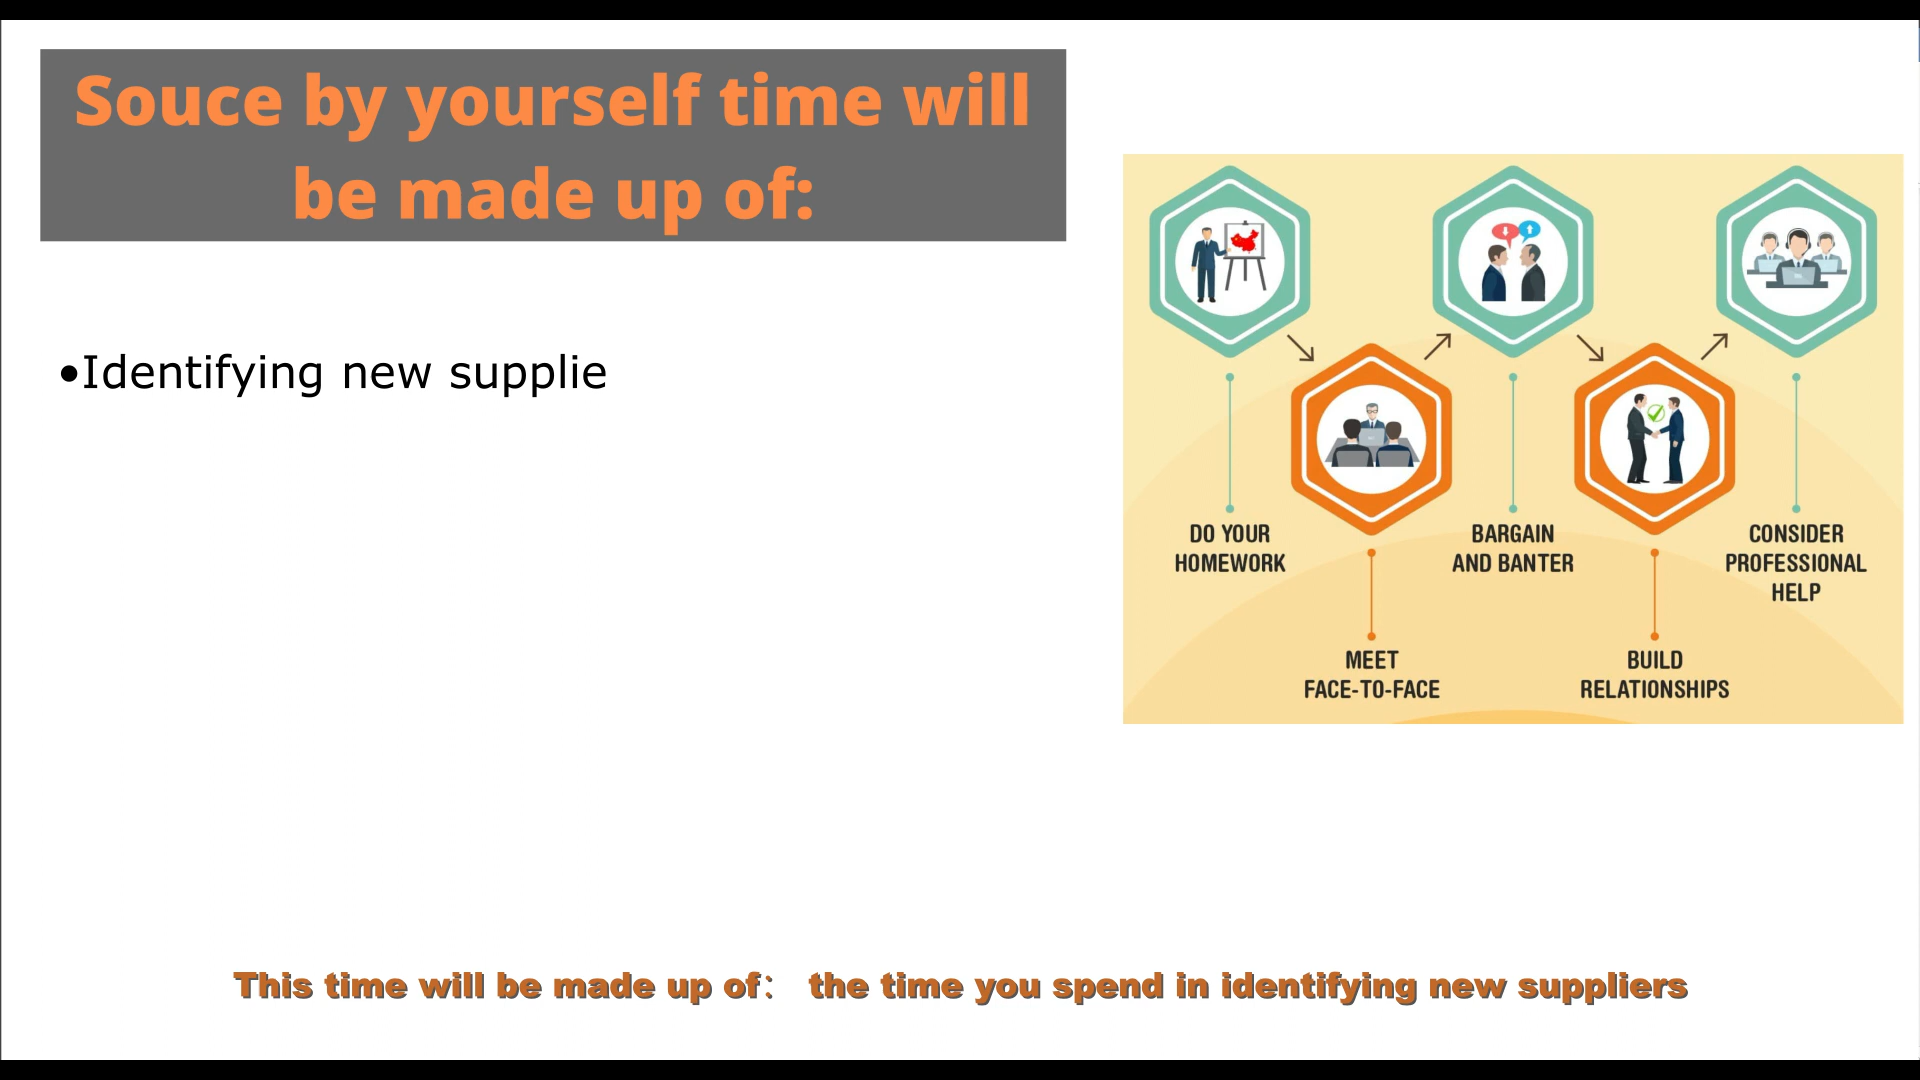 Souce by yourself time will
be made up of:
•Identifying new supplie
DO YOUR
HOMEWORK
BARGAIN
AND BANTER
CONSIDER
PROFESSIONAL
HELP
MEET
FACE-TO-FACE
BUILD
RELATIONSHIPS
This time will be made up of： the time you spend in identifying new suppliers